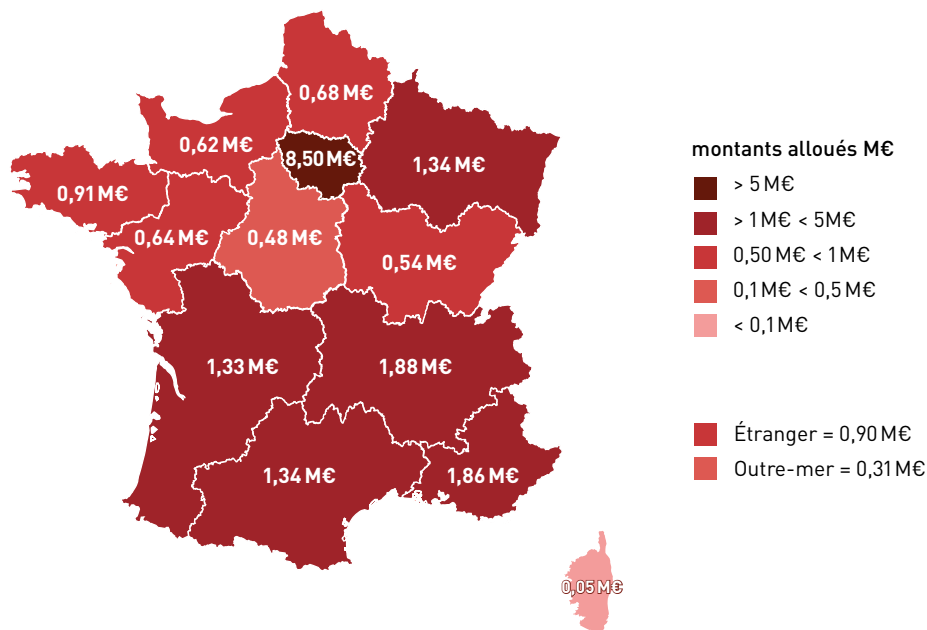 0,68 M€
0,62 M€
8,50 M€
1,34 M€
0,91 M€
0,64 M€
0,48 M€
0,54 M€
1,33 M€
1,88 M€
1,34 M€
1,86 M€
0,05 M€
montants alloués M€
> 5 M€
> 1 M€ < 5M€
0,50 M€ < 1 M€
0,1 M€ < 0,5 M€
< 0,1 M€
Étranger = 0,90 M€
Outre-mer = 0,31 M€